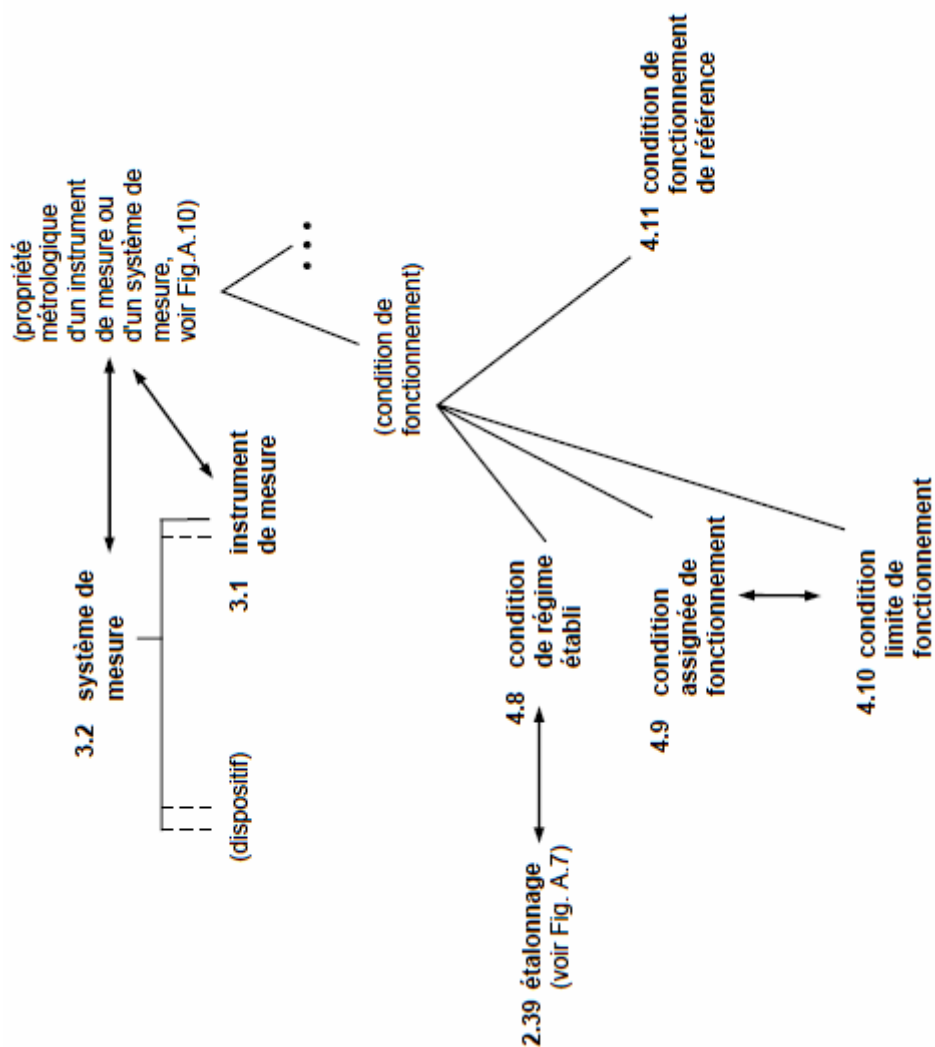 (propriété
métrologique
d'un instrument
de mesure ou
d'un système de
mesure,
voir Fig.A.10)
3.2 système de
mesure
(dispositif)
3.1 instrument
de mesure
• • •
(condition de
fonctionnement)
2.39 étalonnage
(voir Fig. A.7)
4.8 condition
de régime
établi
4.9 condition
assignée de
fonctionnement
4.10 condition
limite de
fonctionnement
4.11 condition de
fonctionnement
de référence